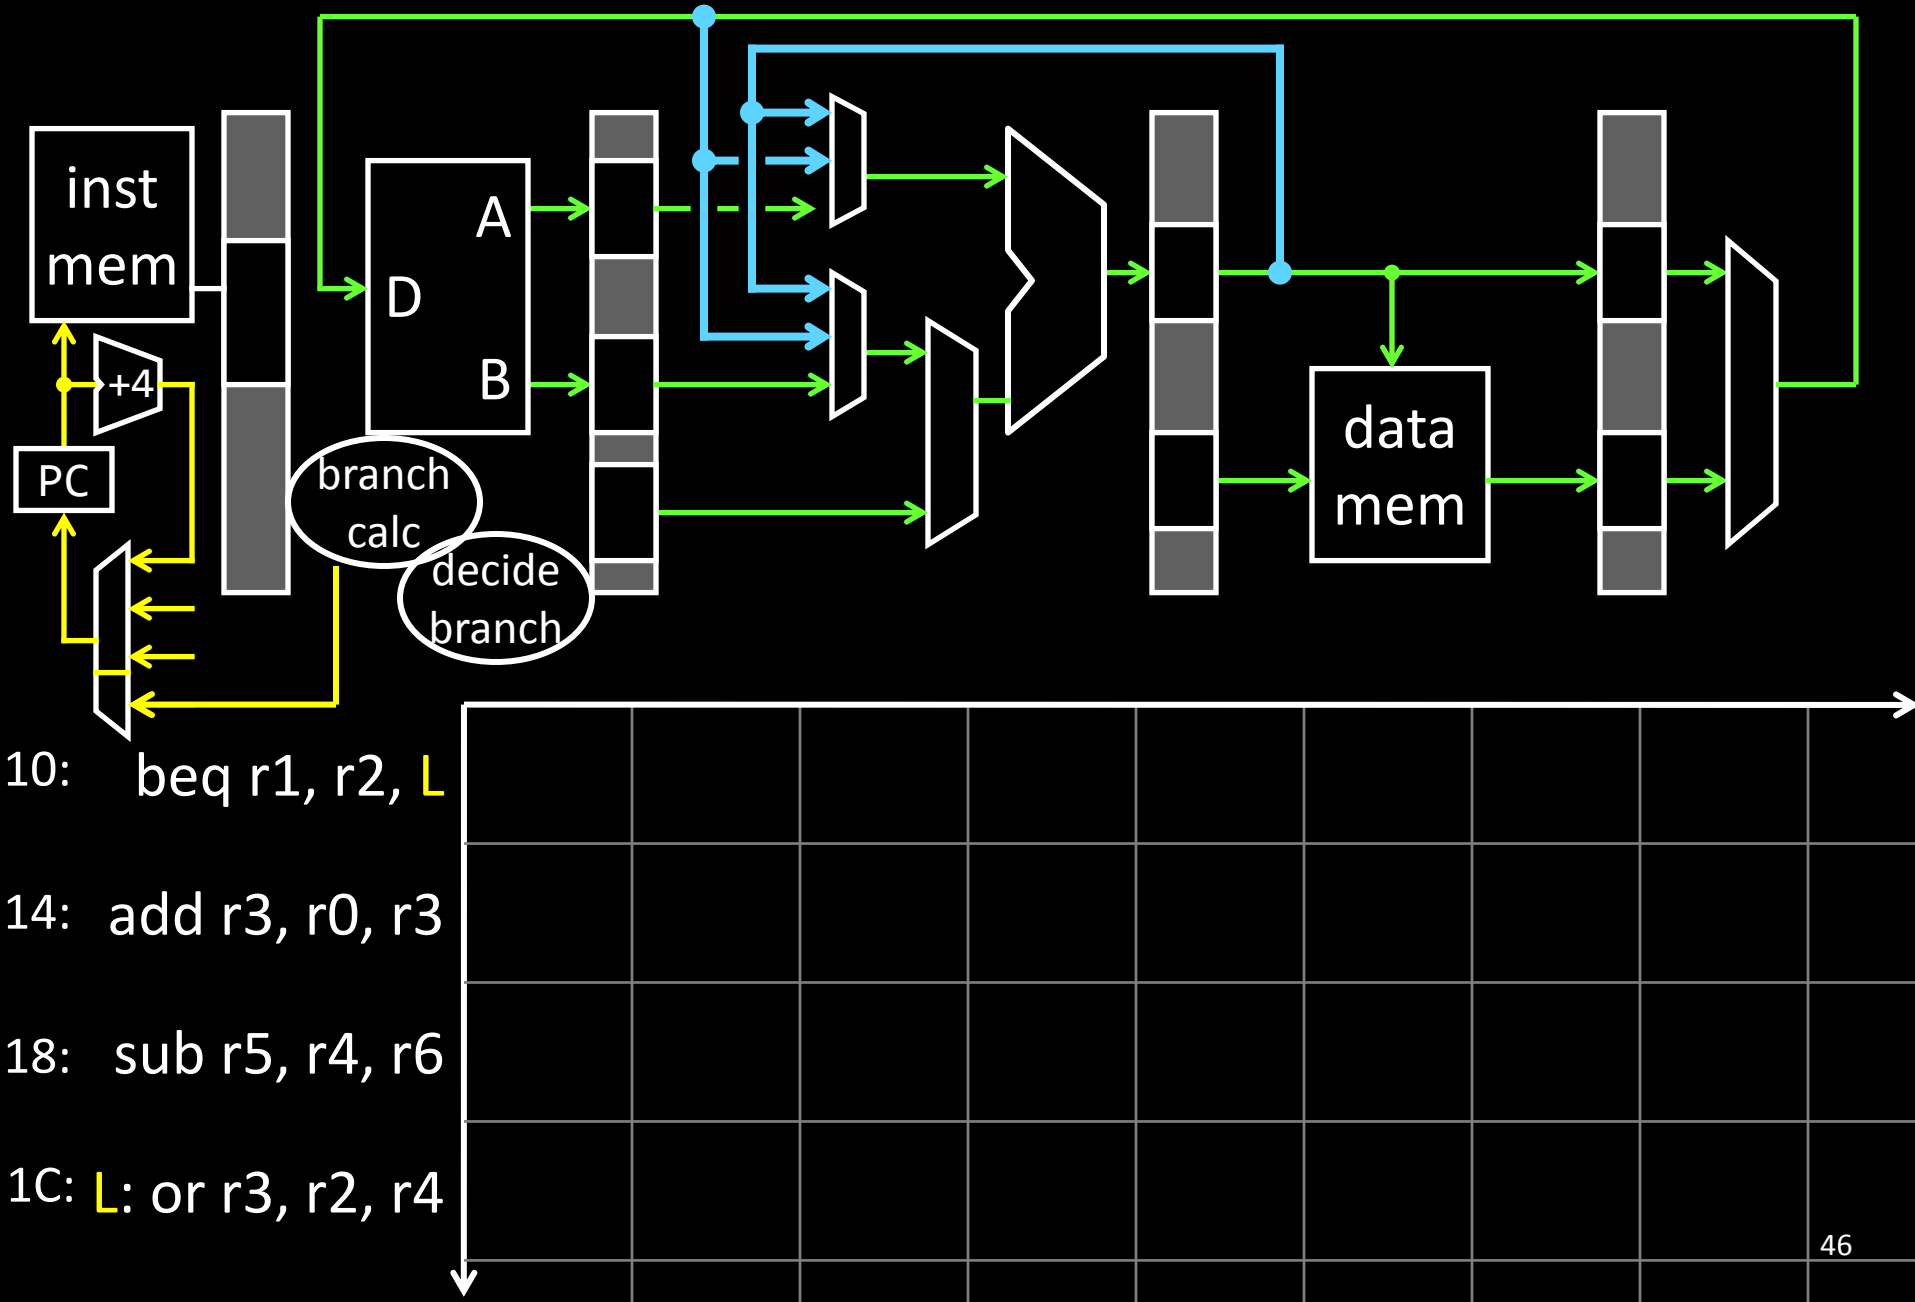 inst
mem
+4
PC
A
D
B
branch
calc
decide
branch
data
mem
10: beq r1, r2, L
14: add r3, r0, r3
18: sub r5, r4, r6
1C: L: or r3, r2, r4
46